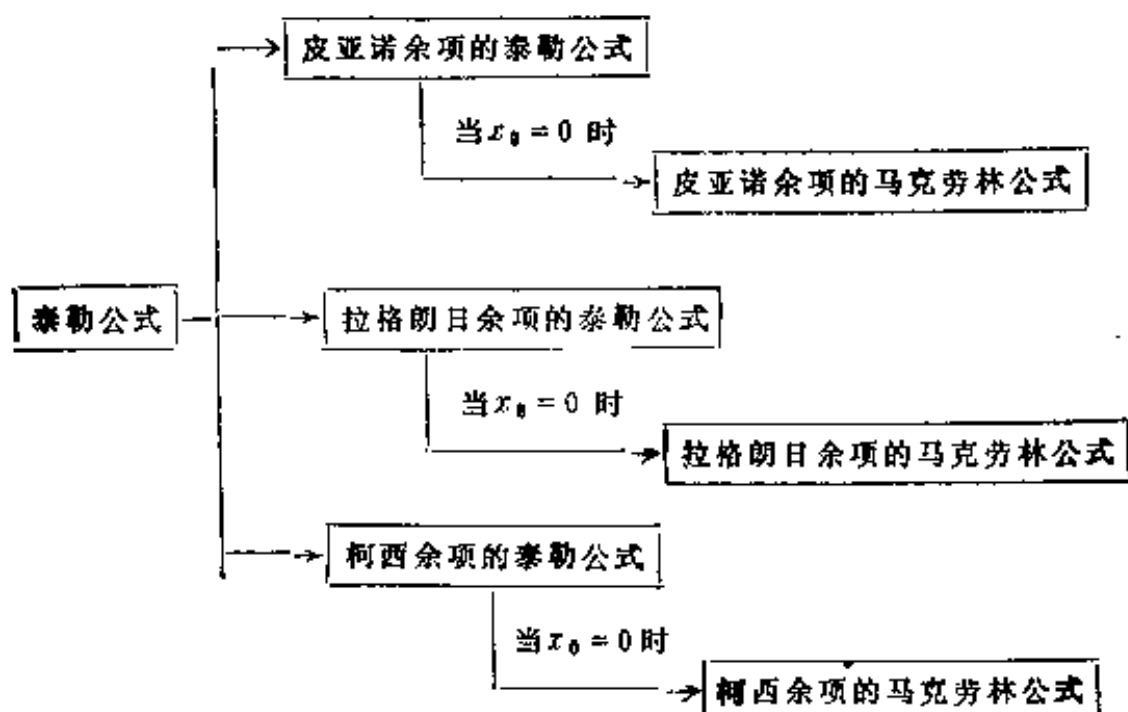 皮亚诺余项的泰勒公式
当x₀=0 时
皮亚诺余项的马克劳林公式
泰勒公式
拉格朗日余项的泰勒公式
当x₀=0 时
拉格朗日余项的马克劳林公式
柯西余项的泰勒公式
当x₀=0时
柯西余项的马克劳林公式